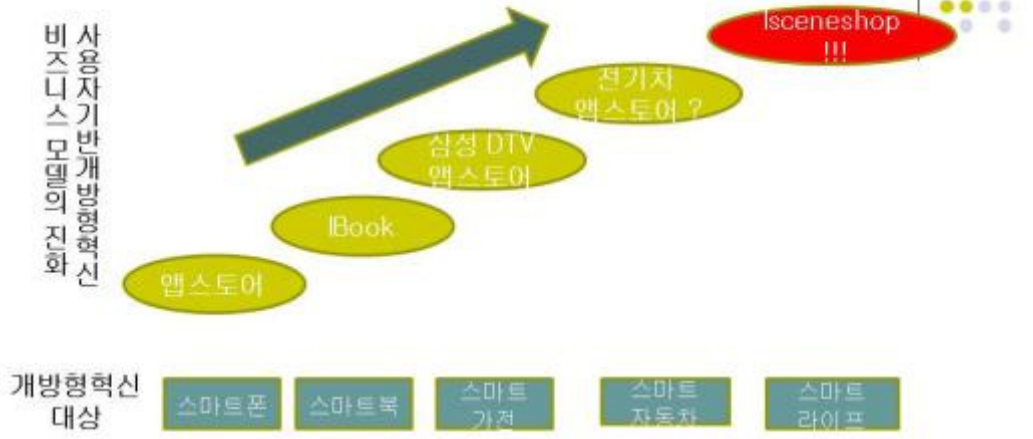 사용자기반개방형혁신
비즈니스 모델의 진화
Isceneshop
!!!
전기차
앱스토어 ?
삼성 DTV
앱스토어
IBook
앱스토어
개방형혁신
대상
스마트폰
스마트북
스마트
가전
스마트
자동차
스마트
라이프